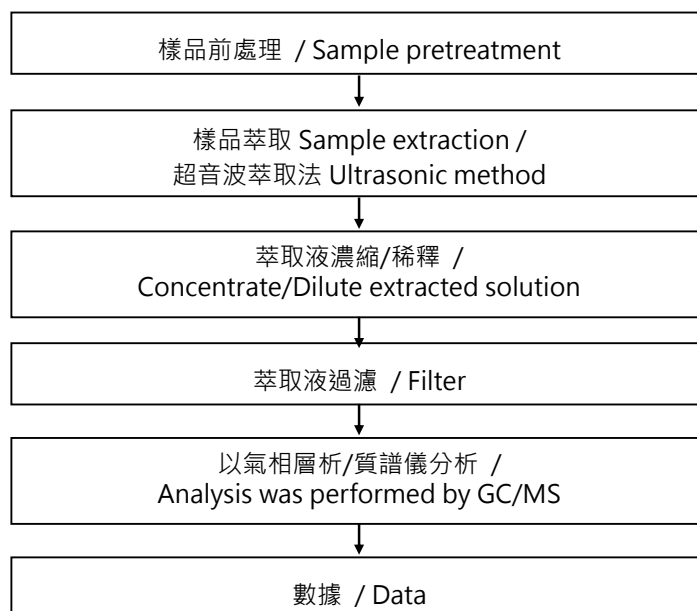 樣品前處理 / Sample pretreatment
樣品萃取 Sample extraction /
超音波萃取法 Ultrasonic method
萃取液濃縮/稀釋 /
Concentrate/Dilute extracted solution
萃取液過濾 / Filter
以氣相層析/質譜儀分析 /
Analysis was performed by GC/MS
數據 / Data